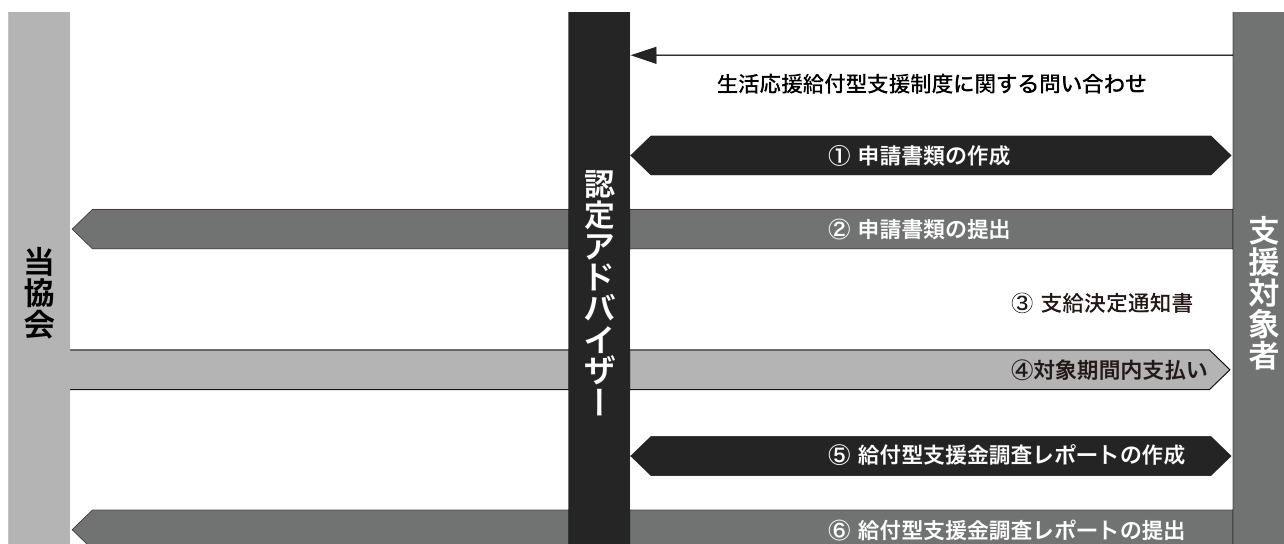 当協会
認定アドバイザー
支援対象者
生活応援給付型支援制度に関する問い合わせ
① 申請書類の作成
② 申請書類の提出
③ 支給決定通知書
④対象期間内支払い
⑤ 給付型支援金調査レポートの作成
⑥ 給付型支援金調査レポートの提出